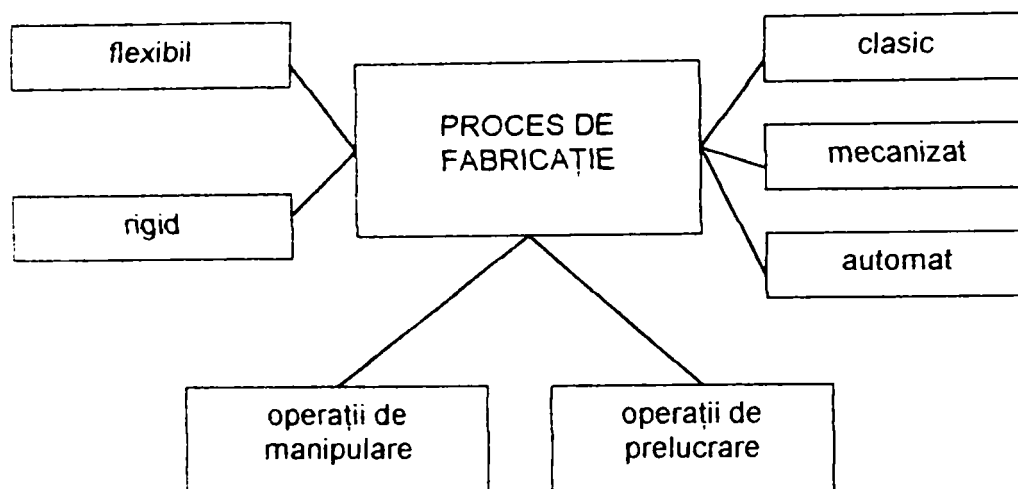 flexibil
clasic
PROCES DE
FABRICAȚIE
mecanizat
rigid
automat
operații de
manipulare
operații de
prelucrare